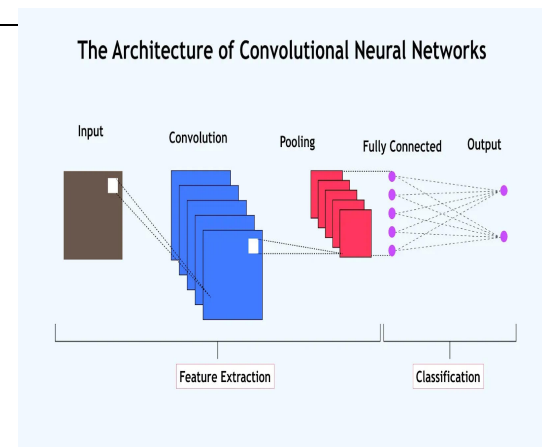 The Architecture of Convolutional Neural Networks
Input
Convolution
Pooling
Fully Connected
Output
Feature Extraction
Classification